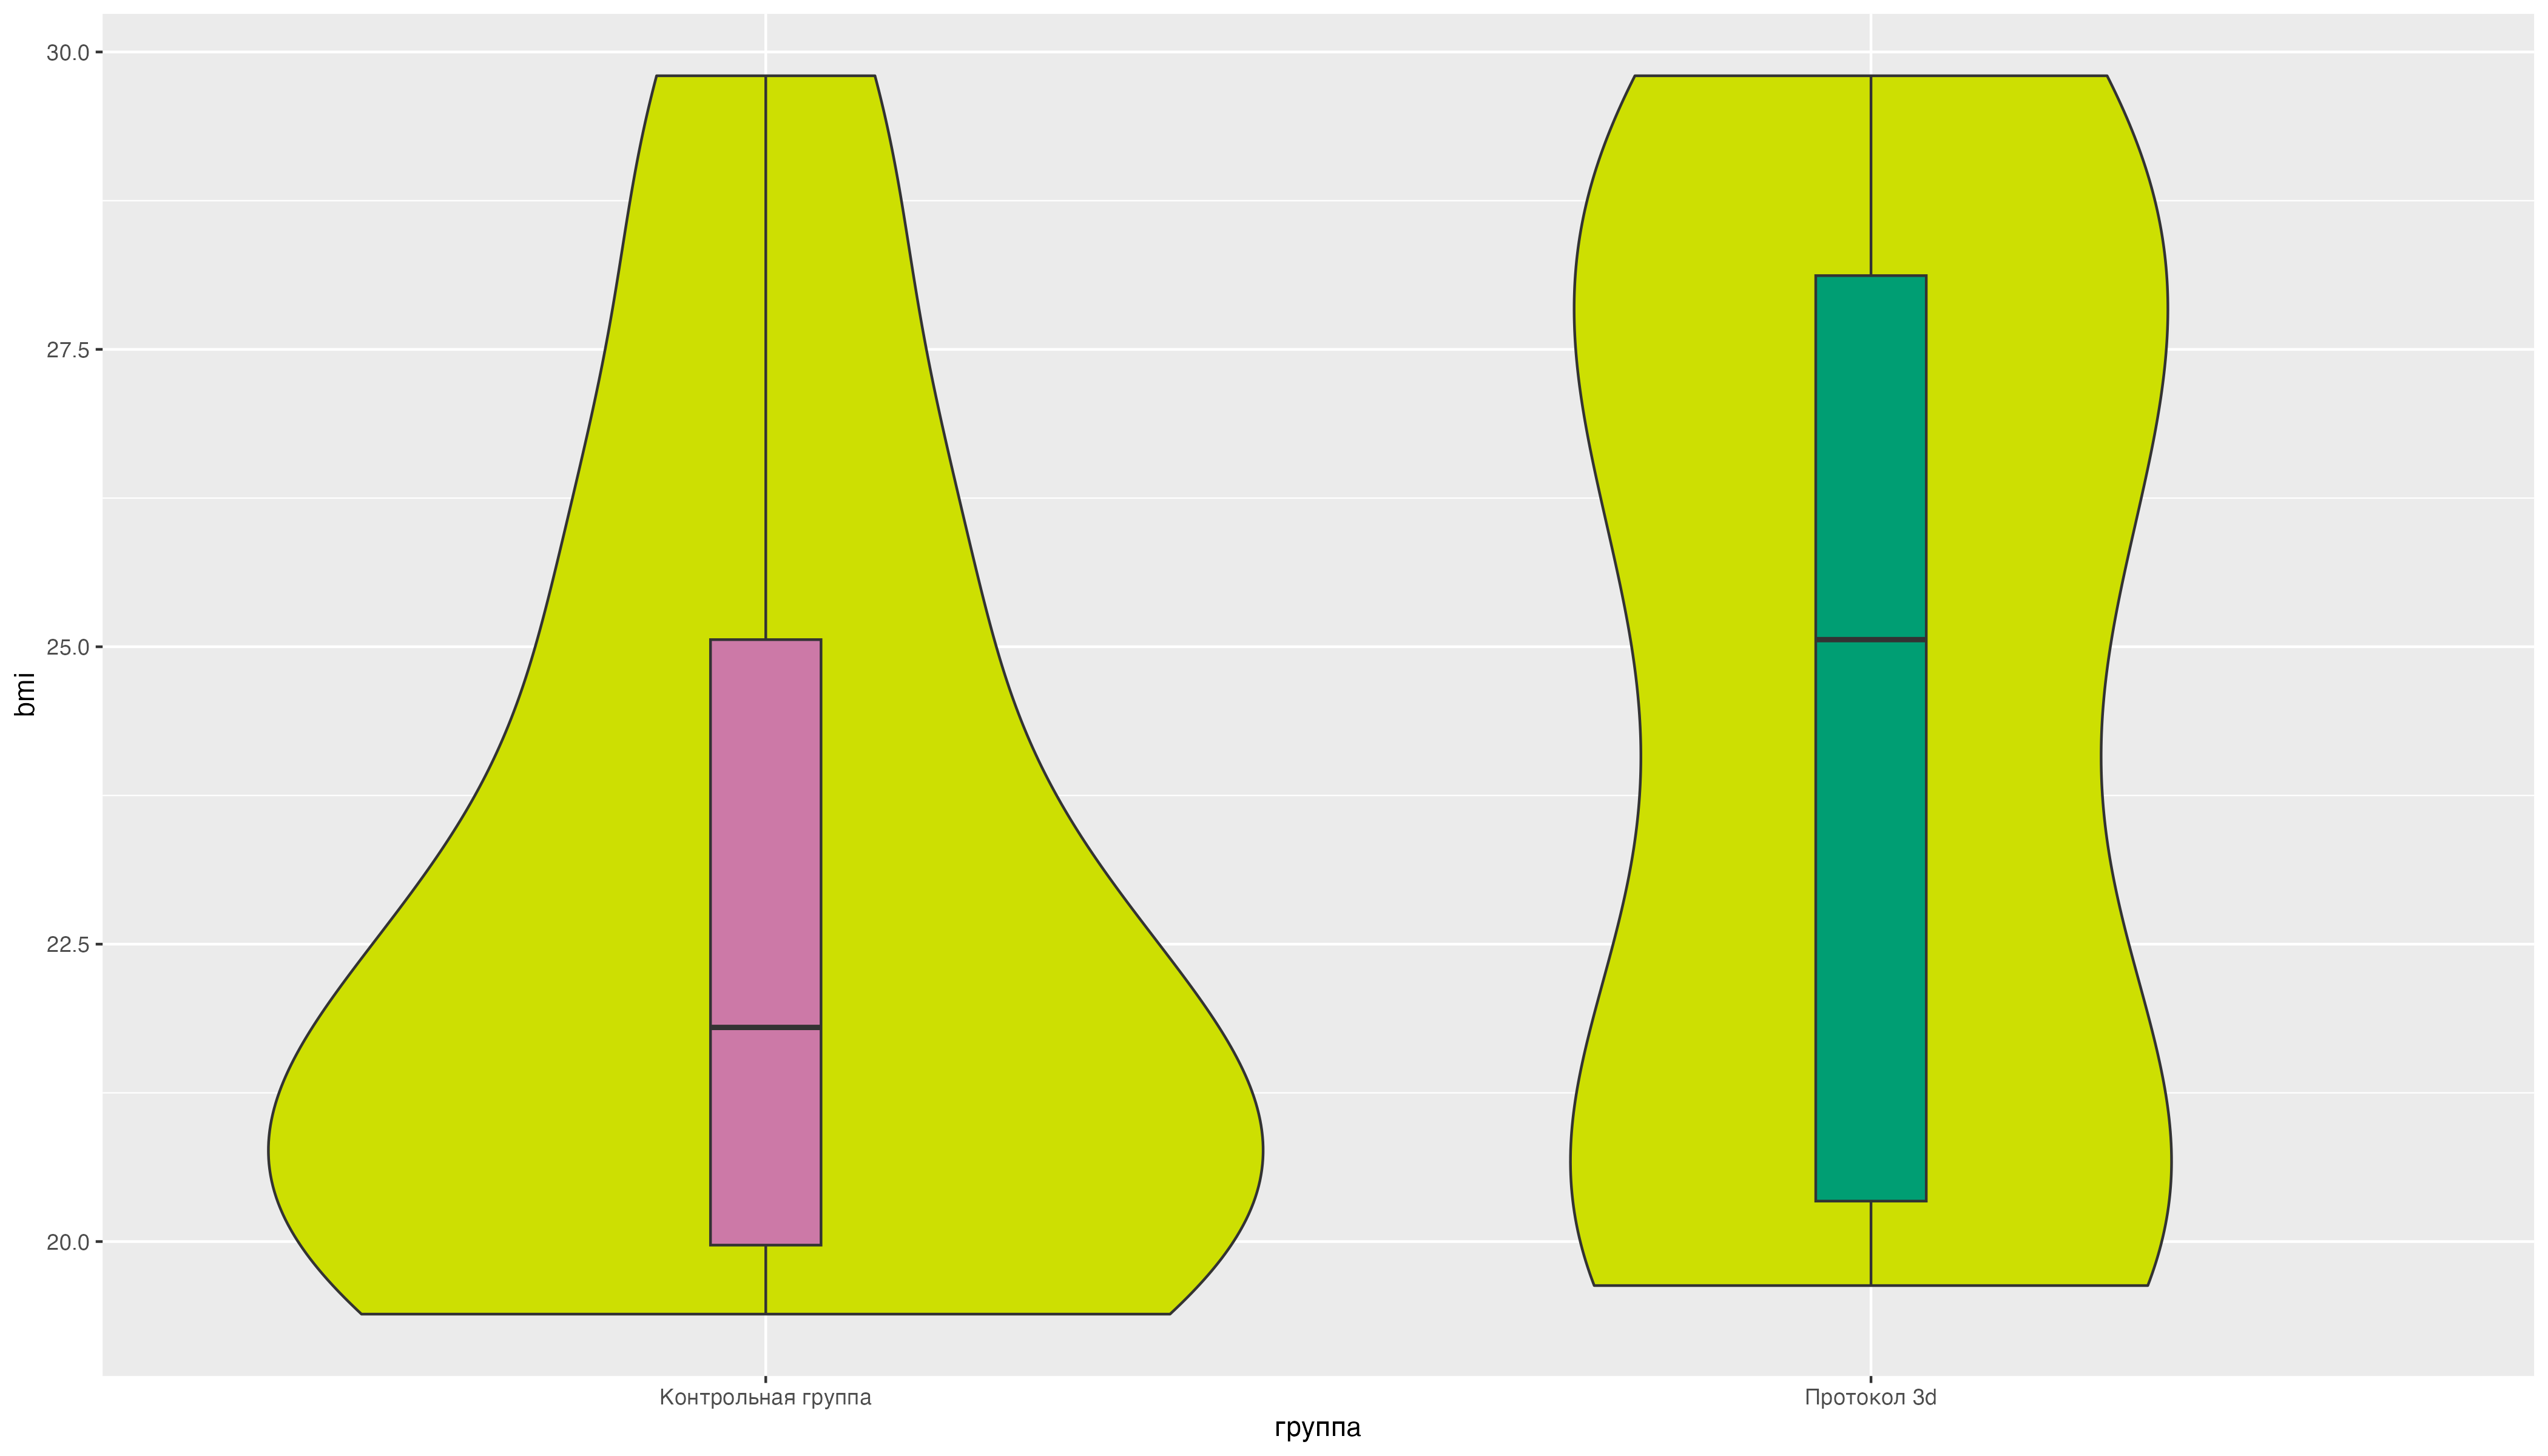 30.0
27.5
25.0
22.5
20.0
bmi
Контрольная группа
Протокол 3d
группа